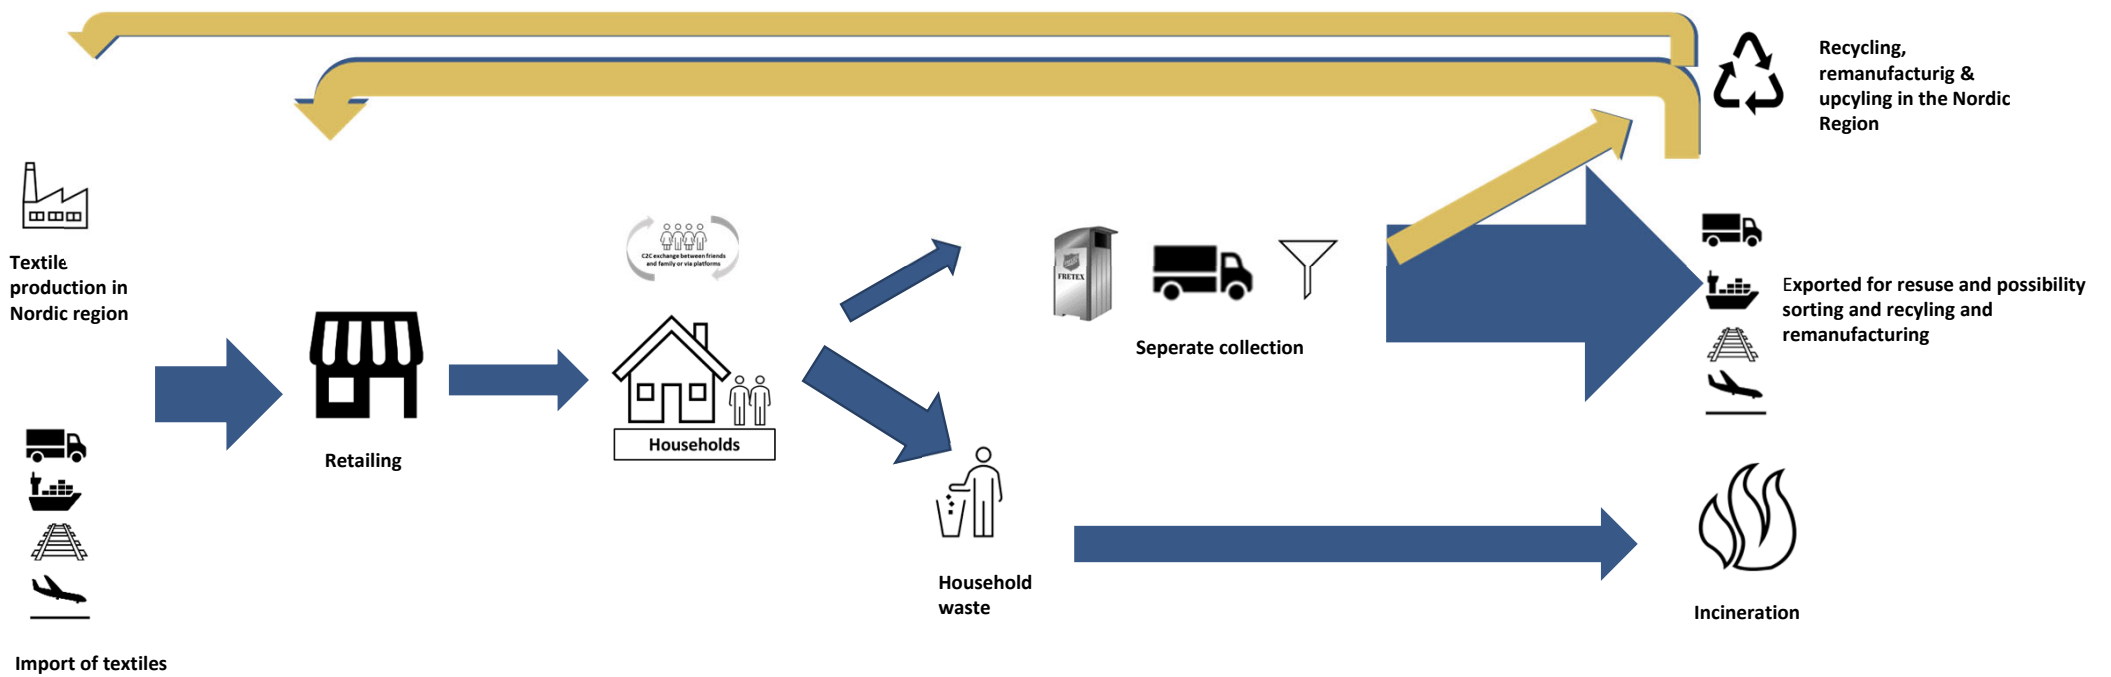 Recycling,
remanufacturig &
upcyling in the Nordic
Region
Textile
production in
Nordic region
C2C exchange between friends
and family or via platforms
FRETEX
Exported for resuse and possibility
sorting and recyling and
remanufacturing
Seperate collection
Households
Retailing
Household
waste
Incineration
Import of textiles